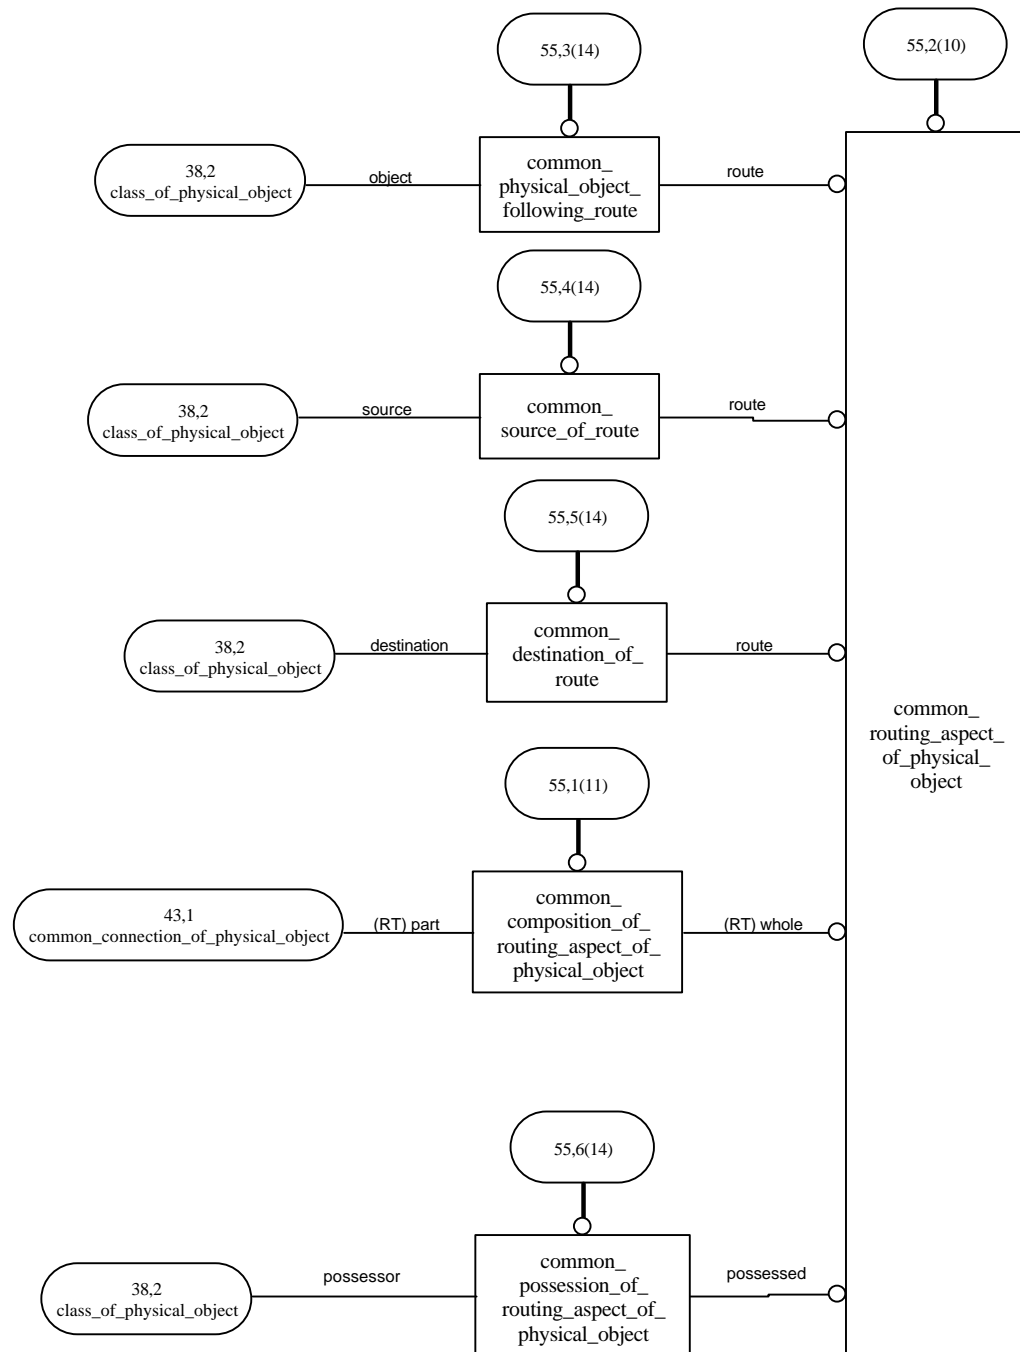 55,3(14)
55,2(10)
38,2
class_of_physical_object
object
common_
physical_object_
following_route
route
55,4(14)
38,2
class_of_physical_object
source
common_
source_of_route
route
55,5(14)
38,2
class_of_physical_object
destination
common_
destination_of_
route
route
common_
routing_aspect_
of_physical_
object
55,1(11)
43,1
common_connection_of_physical_object
(RT) part
common_
composition_of_
routing_aspect_of_
physical_object
(RT) whole
55,6(14)
38,2
class_of_physical_object
possessor
common_
possession_of_
routing_aspect_of_
physical_object
possessed